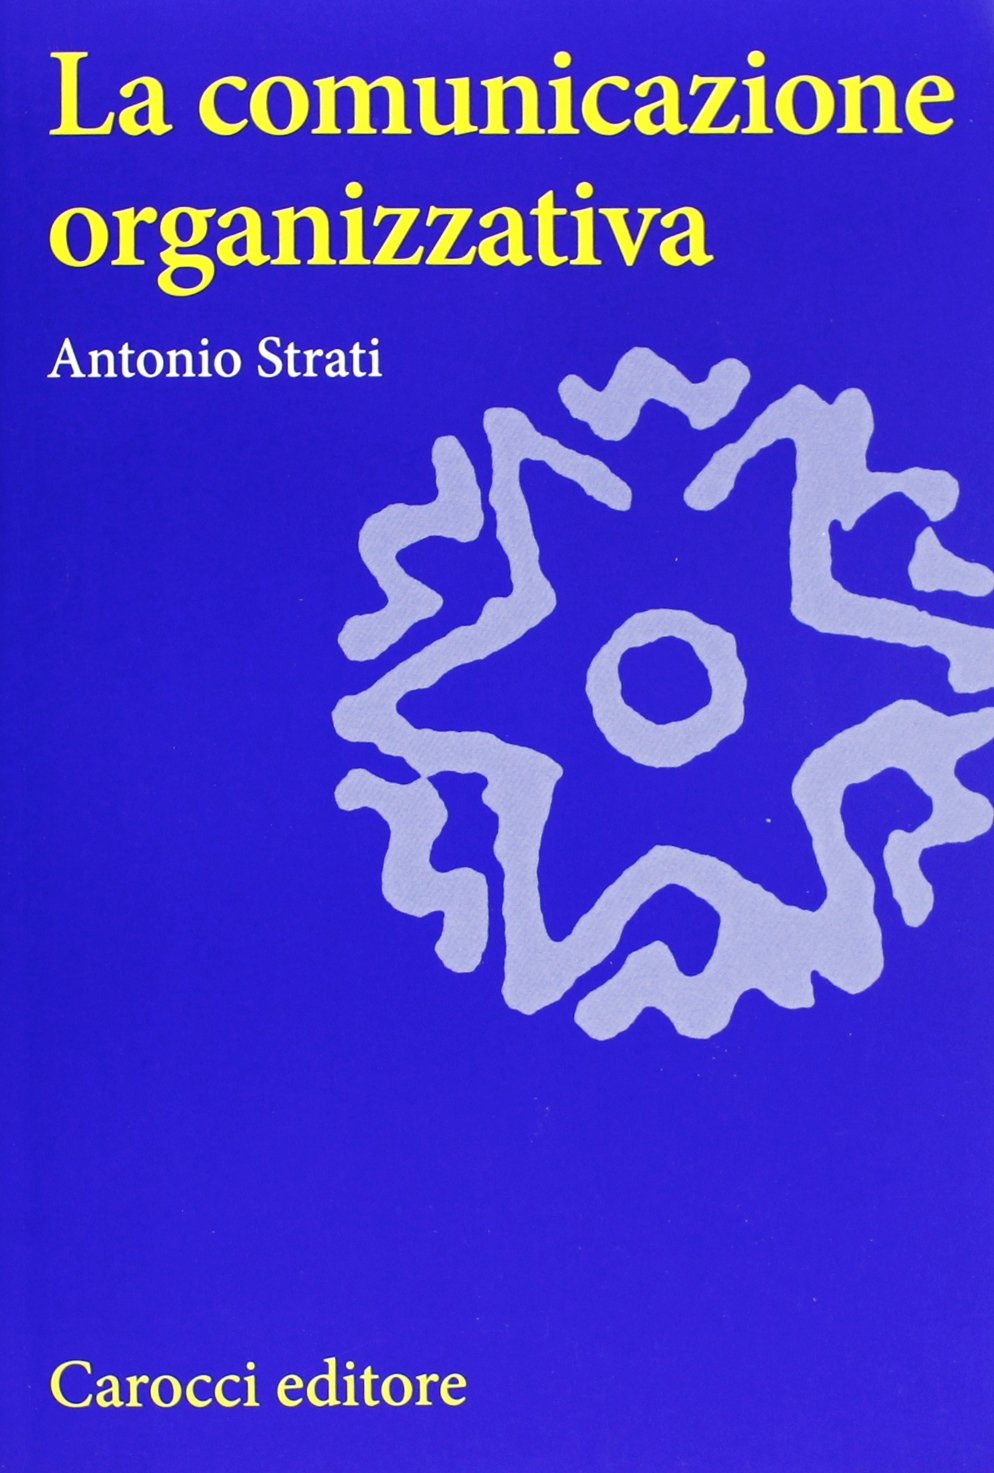 La comunicazione
organizzativa
Antonio Strati
Carocci editore